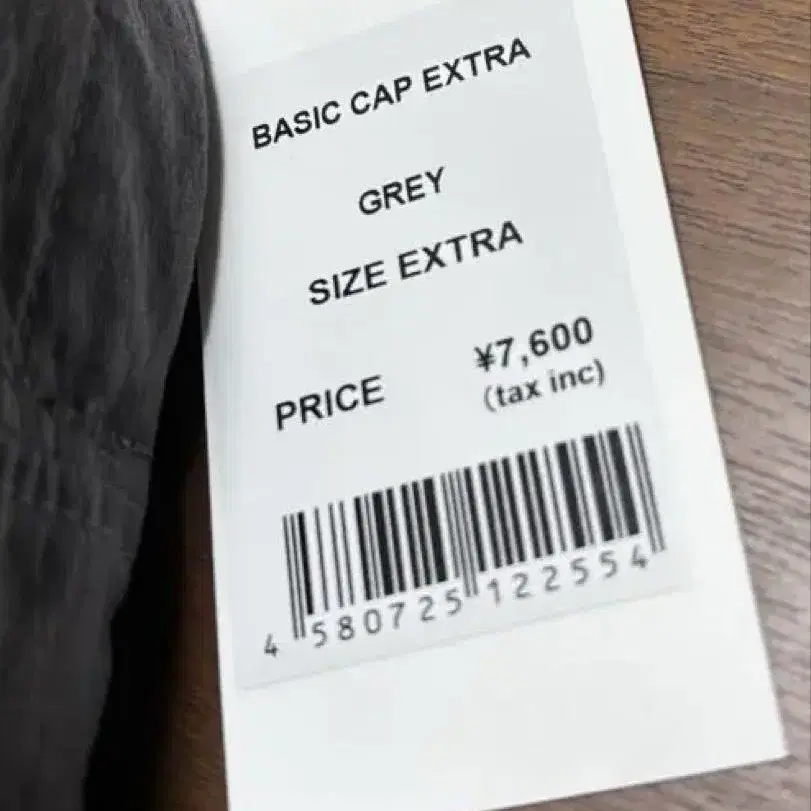 BASIC CAP EXTRA
GREY
SIZE EXTRA
PRICE ¥7,600
(tax inc)
4 580725 122554